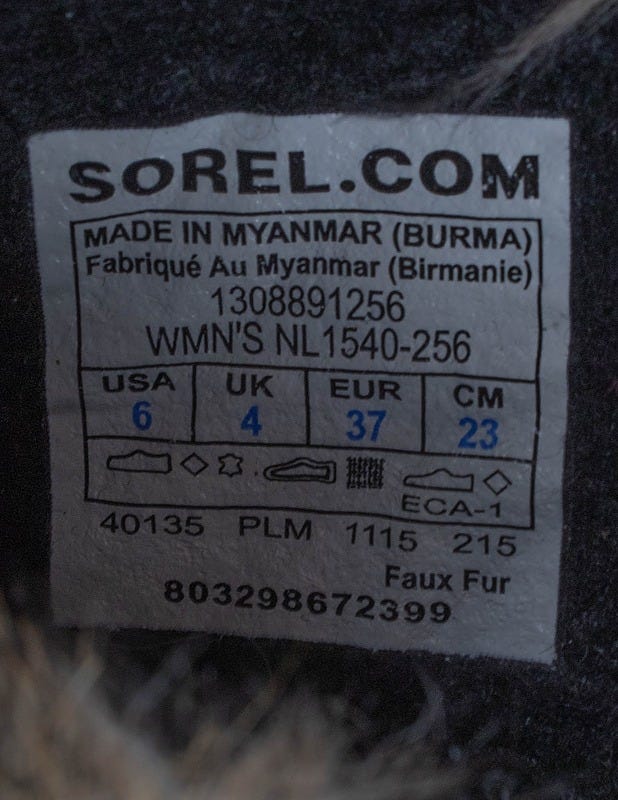 SOREL.COM
MADE IN MYANMAR (BURMA)
Fabriqué Au Myanmar (Birmanie)
1308891256
WMN'S NL1540-256
USA UK EUR CM
6 4 37 23
ECA-1
40135 PLM 1115 215
Faux Fur
803298672399